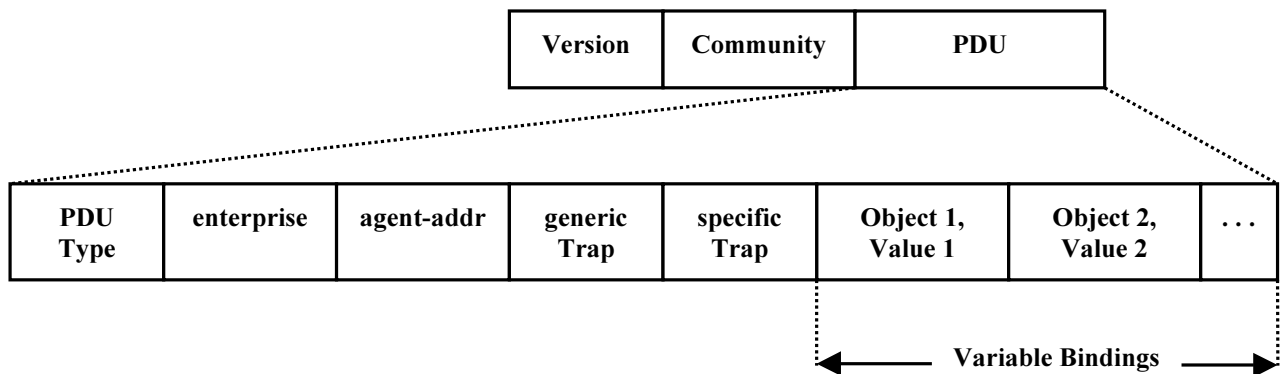 Version Community PDU
PDU Type
enterprise
agent-addr
generic Trap
specific Trap
Object 1, Value 1
Object 2, Value 2
. . .
Variable Bindings